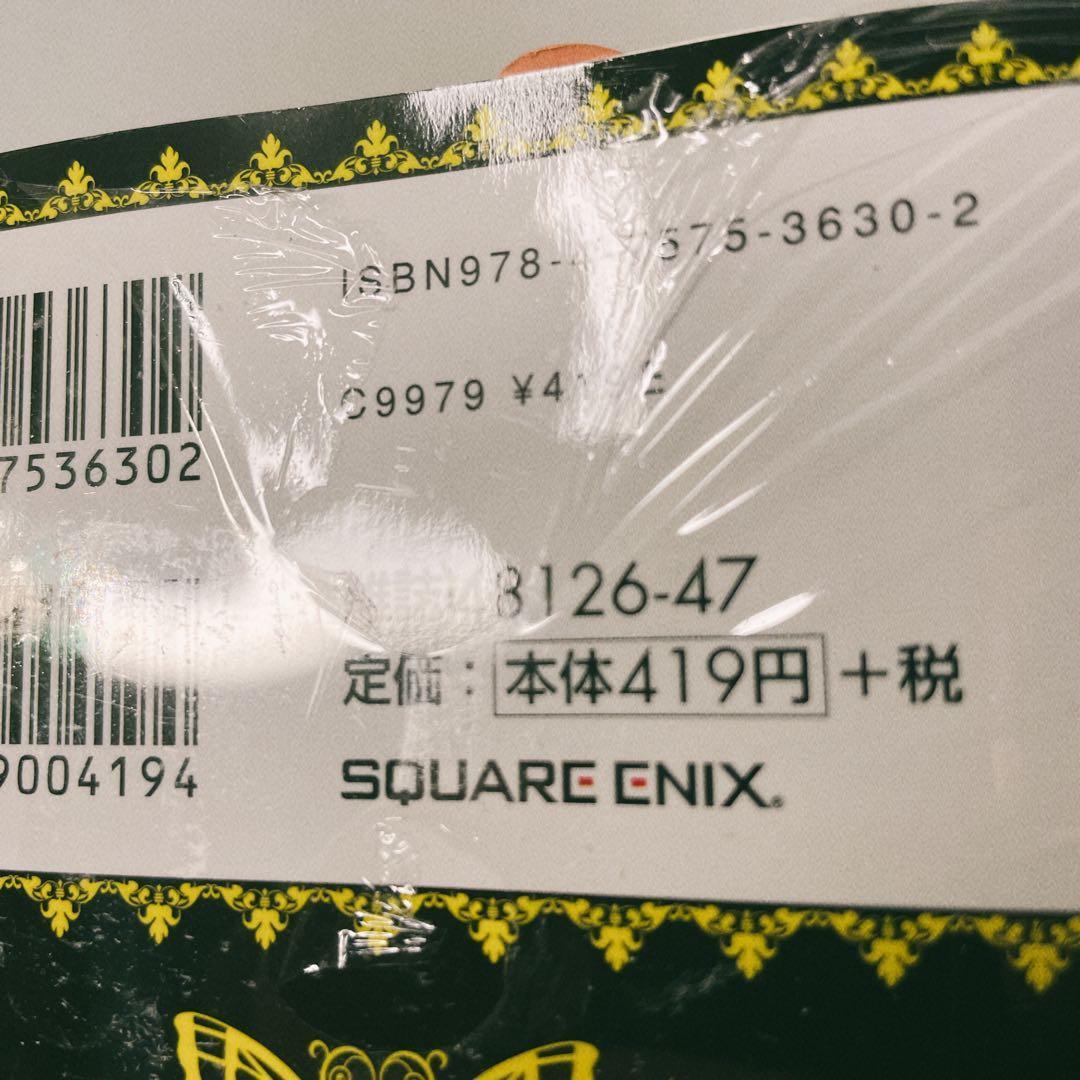 ISBN978- 575-3630-2
C9979
7536302
8126-47
定価：本体419円+税
9004194
SQUARE ENIX®